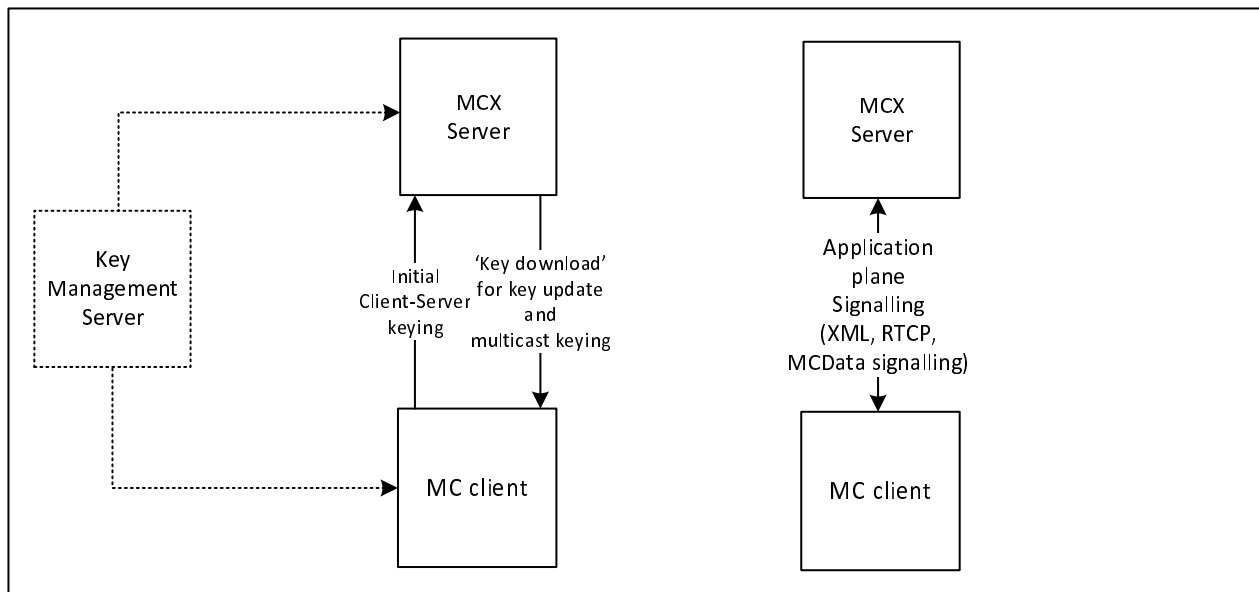 MCX
Server
Key
Management
Server
Initial
Client-Server
keying
‘Key download’
for key update
and
multicast keying
MC client
MCX
Server
Application
plane
Signalling
(XML, RTCP,
MCData signalling)
MC client